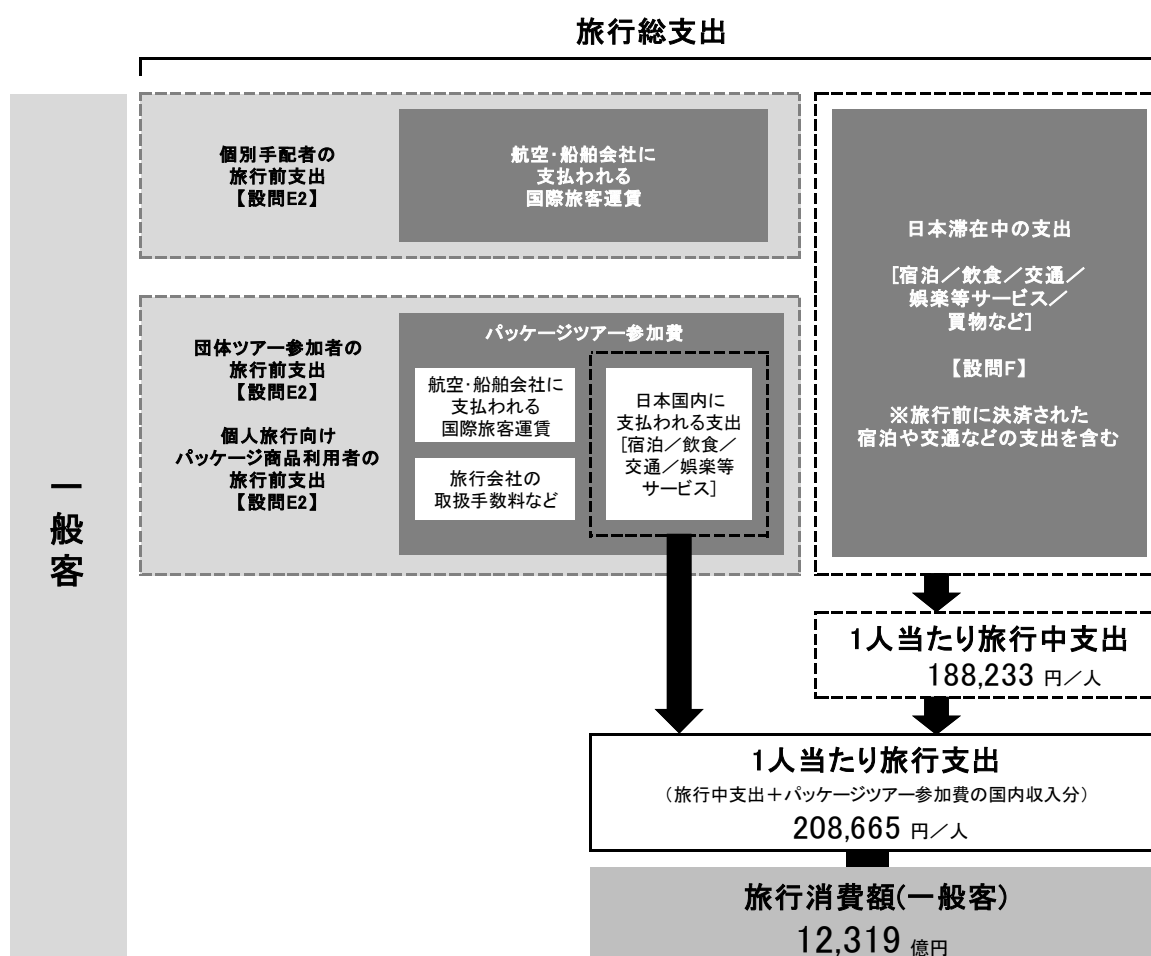 旅行総支出
一般客
個別手配者の
旅行前支出
【設問E2】
航空・船舶会社に
支払われる
国際旅客運賃
団体ツアー参加者の
旅行前支出
【設問E2】
個人旅行向け
パッケージ商品利用者の
旅行前支出
【設問E2】
パッケージツアー参加費
航空・船舶会社に
支払われる
国際旅客運賃
旅行会社の
取扱手数料など
日本国内に
支払われる支出
[宿泊／飲食／
交通／娯楽等
サービス]
日本滞在中の支出
[宿泊／飲食／交通／
娯楽等サービス／
買物など]
【設問F】
※旅行前に決済された
宿泊や交通などの支出を含む
1人当たり旅行中支出
188,233 円／人
1人当たり旅行支出
（旅行中支出＋パッケージツアー参加費の国内収入分）
208,665 円／人
旅行消費額(一般客)
12,319 億円